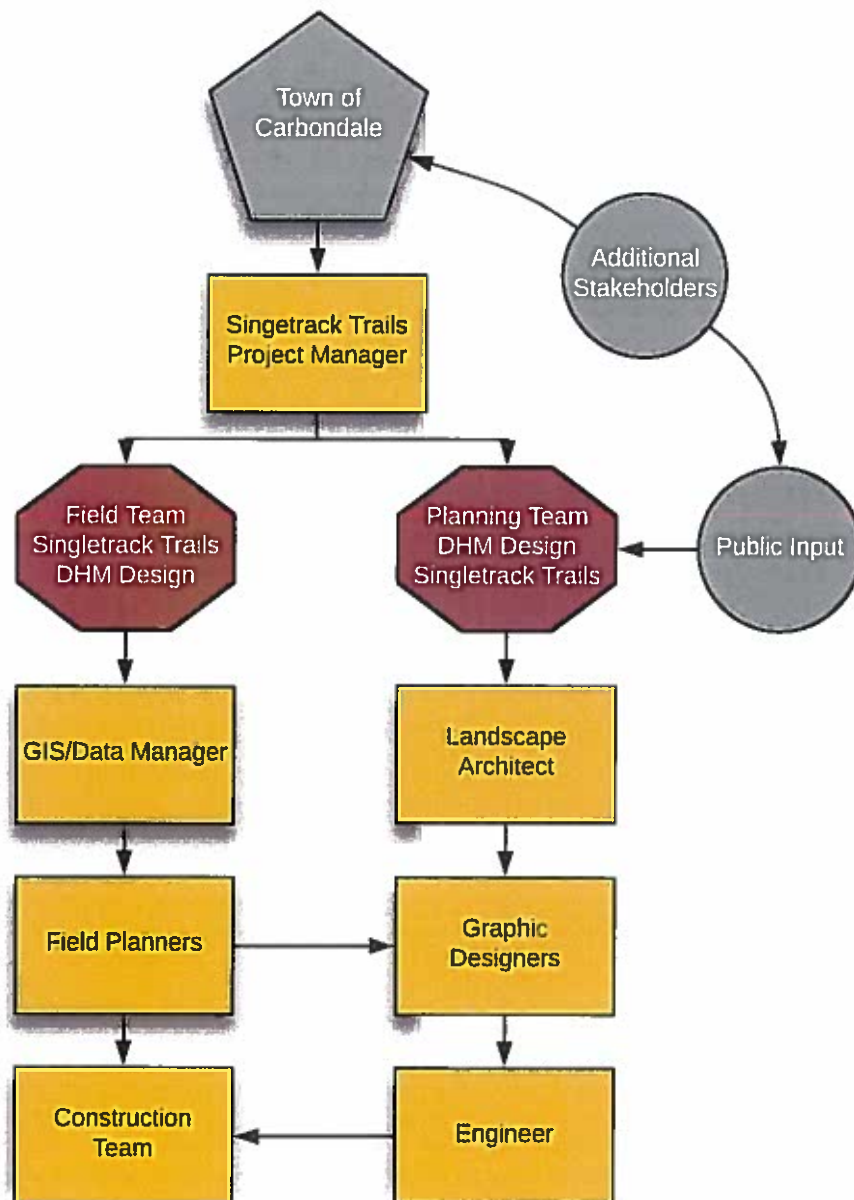 Town of
Carbondale
Additional
Stakeholders
Singetrack Trails
Project Manager
Field Team
Singletrack Trails
DHM Design
Planning Team
DHM Design
Singletrack Trails
Public Input
GIS/Data Manager
Landscape
Architect
Field Planners
Graphic
Designers
Construction
Team
Engineer